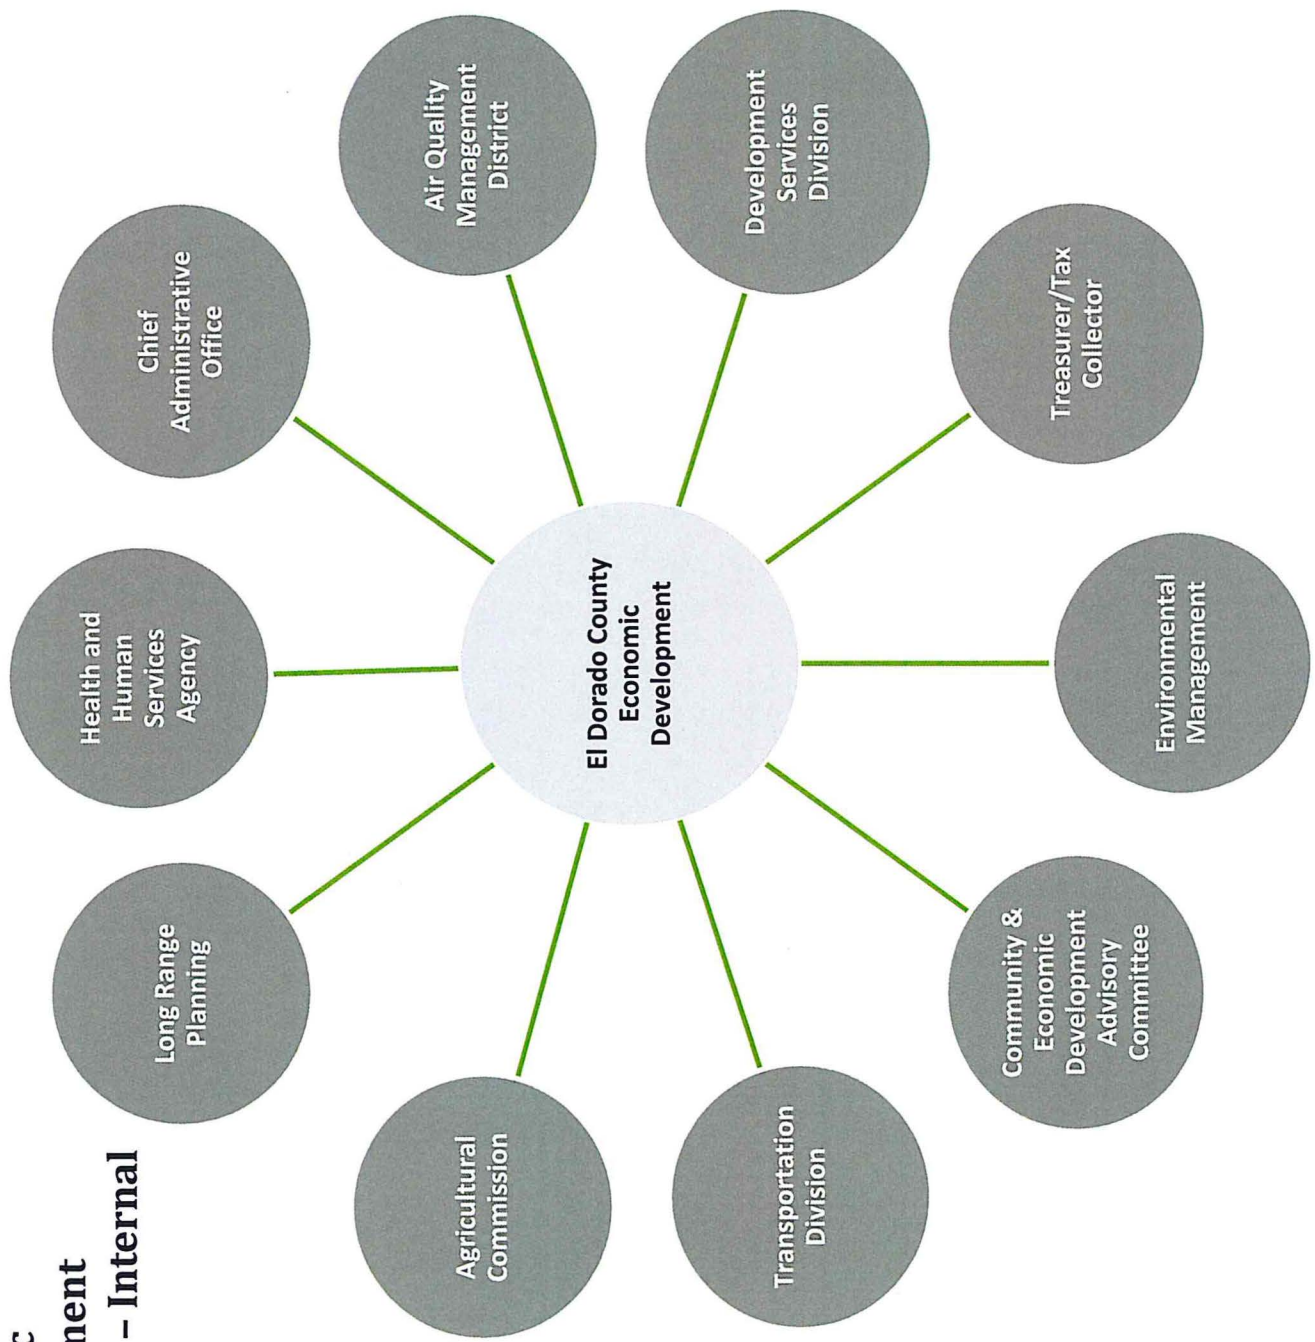 – Internal
Health and
Human
Services
Agency
Long Range
Planning
Chief
Administrative
Office
Agricultural
Commission
Air Quality
Management
District
El Dorado County
Economic
Development
Transportation
Division
Development
Services
Division
Community &
Economic
Development
Advisory
Committee
Treasurer/Tax
Collector
Environmental
Management